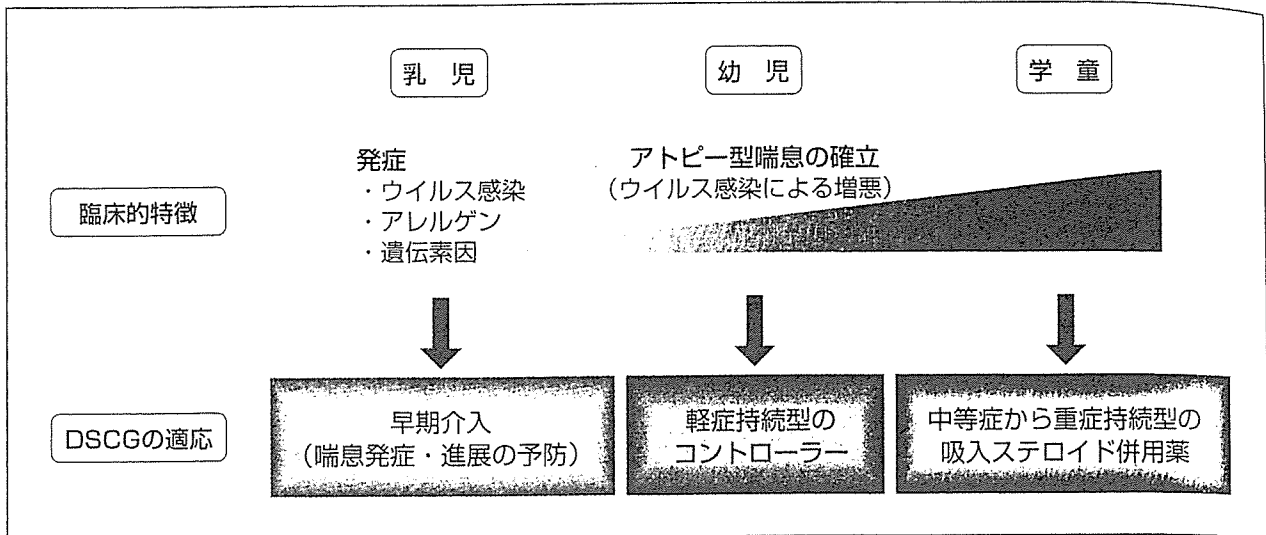 乳 児
幼 児
学 童
臨床的特徴
発症
・ウイルス感染
・アレルゲン
・遺伝素因
アトピー型喘息の確立
(ウイルス感染による増悪)
DSCGの適応
早期介入
(喘息発症・進展の予防)
軽症持続型の
コントローラー
中等症から重症持続型の
吸入ステロイド併用薬